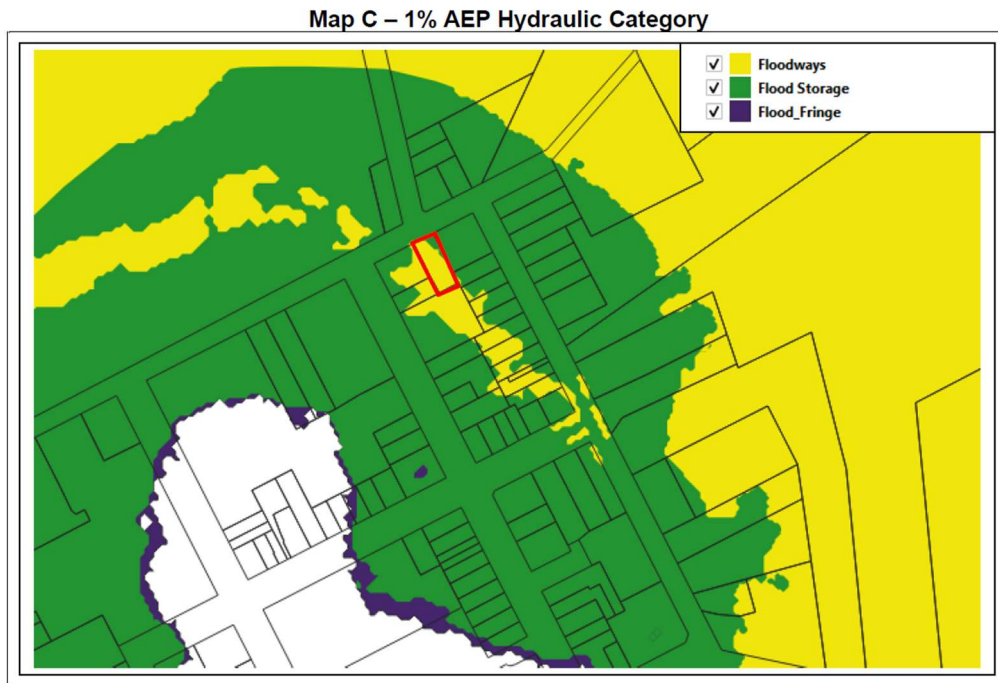 Map C – 1% AEP Hydraulic Category
Floodways
Flood Storage
Flood_Fringe